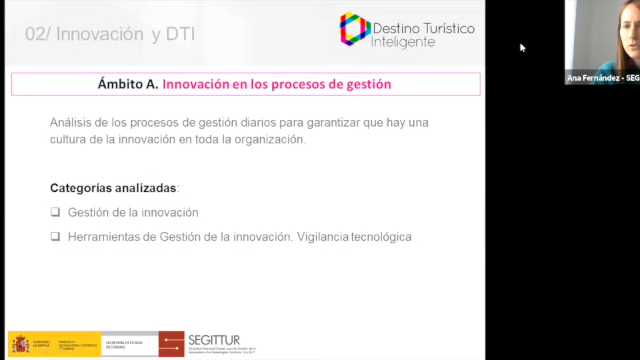 02/ Innovación y DTI
Destino Turístico
Inteligente
Ana Fernández - SEG
Ámbito A. Innovación en los procesos de gestión
Análisis de los procesos de gestión diarios para garantizar que hay una
cultura de la innovación en toda la organización.
Categorías analizadas:
Gestión de la innovación
Herramientas de Gestión de la innovación. Vigilancia tecnológica
SEGITTUR